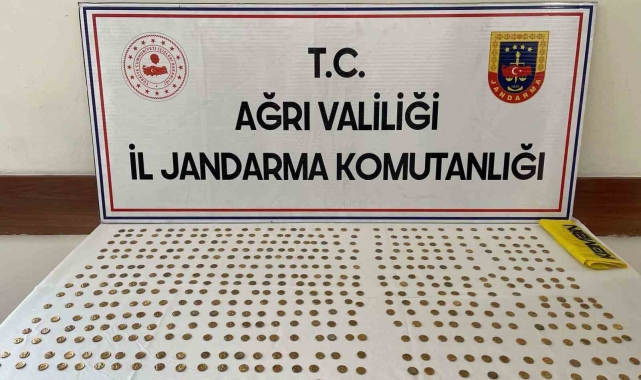 T.C.
AĞRI VALİLİĞİ
İL JANDARMA KOMUTANLIĞI
JANDARMA